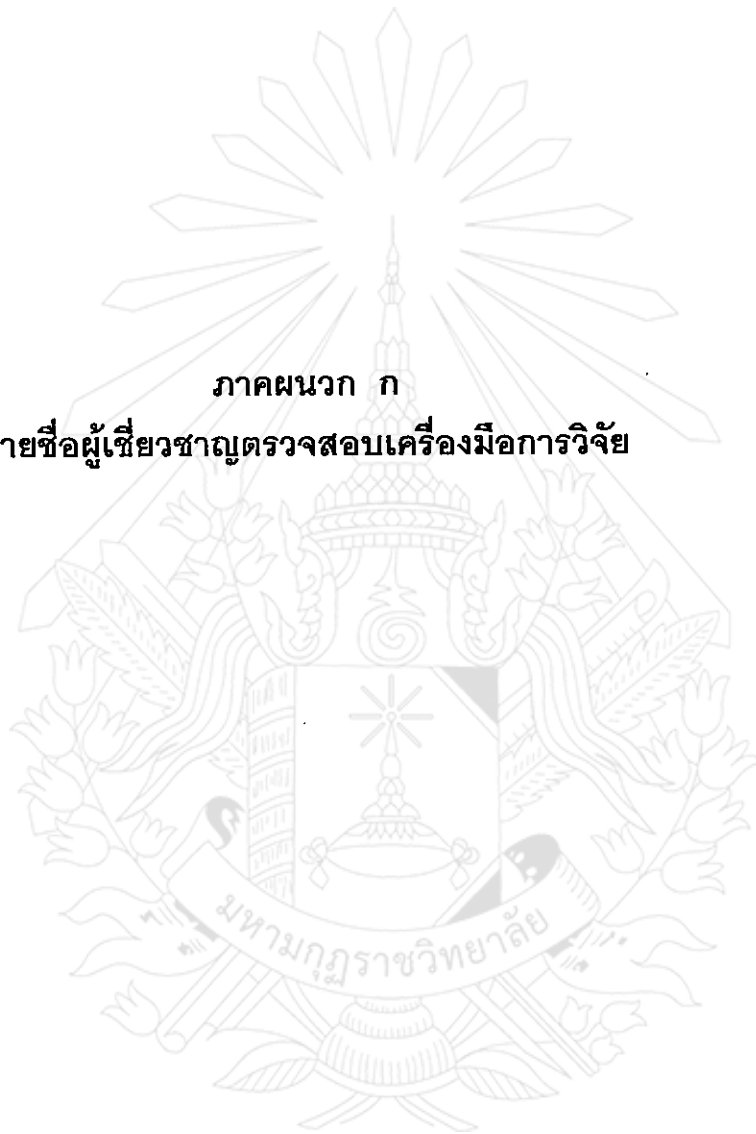 ภาคผนวก ก
ายชื่อผู้เชี่ยวชาญตรวจสอบเครื่องมือการวิจัย
มหามกุฏราชวิทยาลัย